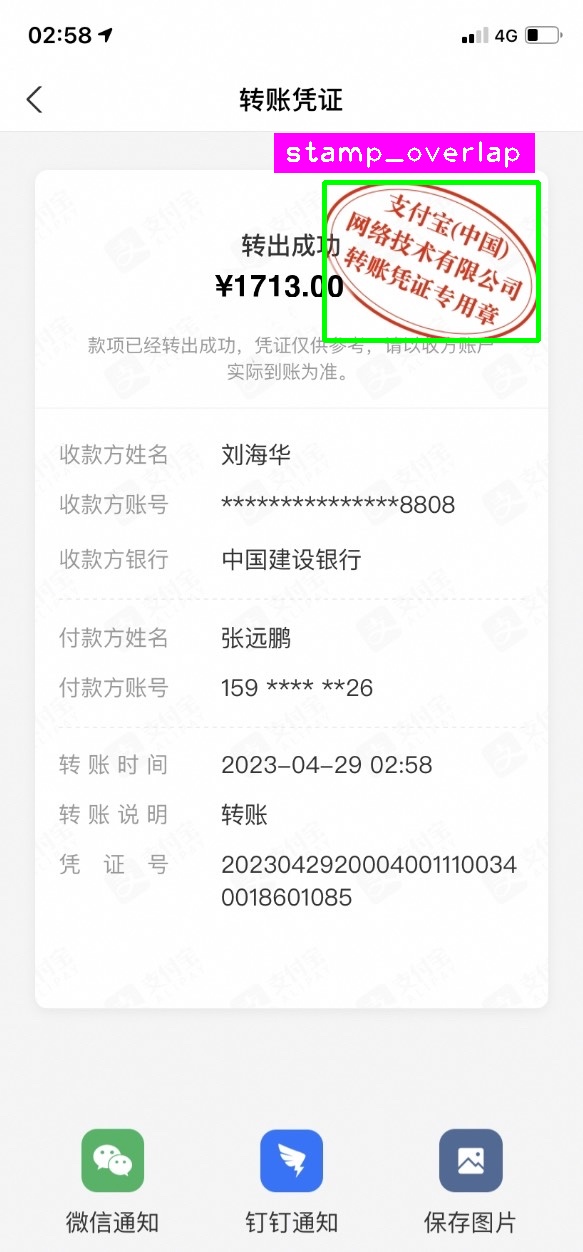 02:58
4G
转账凭证
stamp_overlap
支付宝(中国)
网络技术有限公司
转账凭证专用章
转出成功
¥1713.00
款项已经转出成功，凭证仅供参考，请以收方账户
实际到账为准。
收款方姓名 刘海华
收款方账号 ***************8808
收款方银行 中国建设银行
付款方姓名 张远鹏
付款方账号 159 **** **26
转账时间 2023-04-29 02:58
转账说明 转账
凭证号 2023042920004001110034
0018601085
微信通知 钉钉通知 保存图片